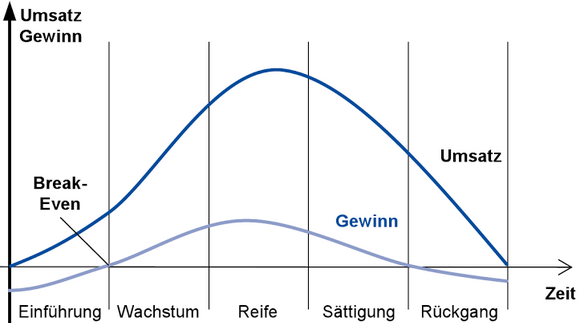 Umsatz
Gewinn
Umsatz
Break-
Even
Gewinn
Zeit
Einführung
Wachstum
Reife
Sättigung
Rückgang